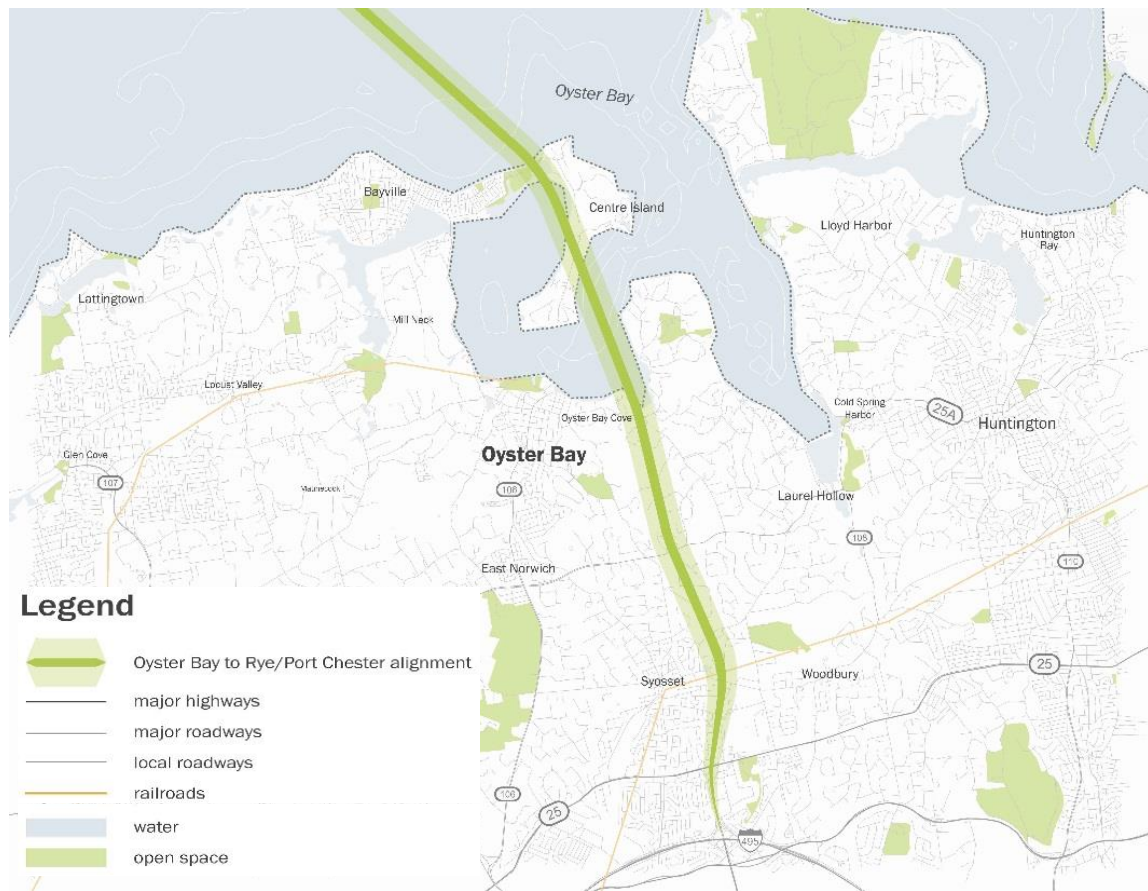 Oyster Bay
Bayville
Centre Island
Lloyd Harbor
Huntington
Bay
Lattingtown
Mill Neck
Locust Valley
Cold Spring
Harbor
25A
Oyster Bay Cove
Huntington
Glen Cove
107
Oyster Bay
Matinecock
106
Laurel Hollow
108
East Norwich
110
Legend
Oyster Bay to Rye/Port Chester alignment
major highways
major roadways
local roadways
railroads
water
open space
Syosset
Woodbury
25
106
25
495